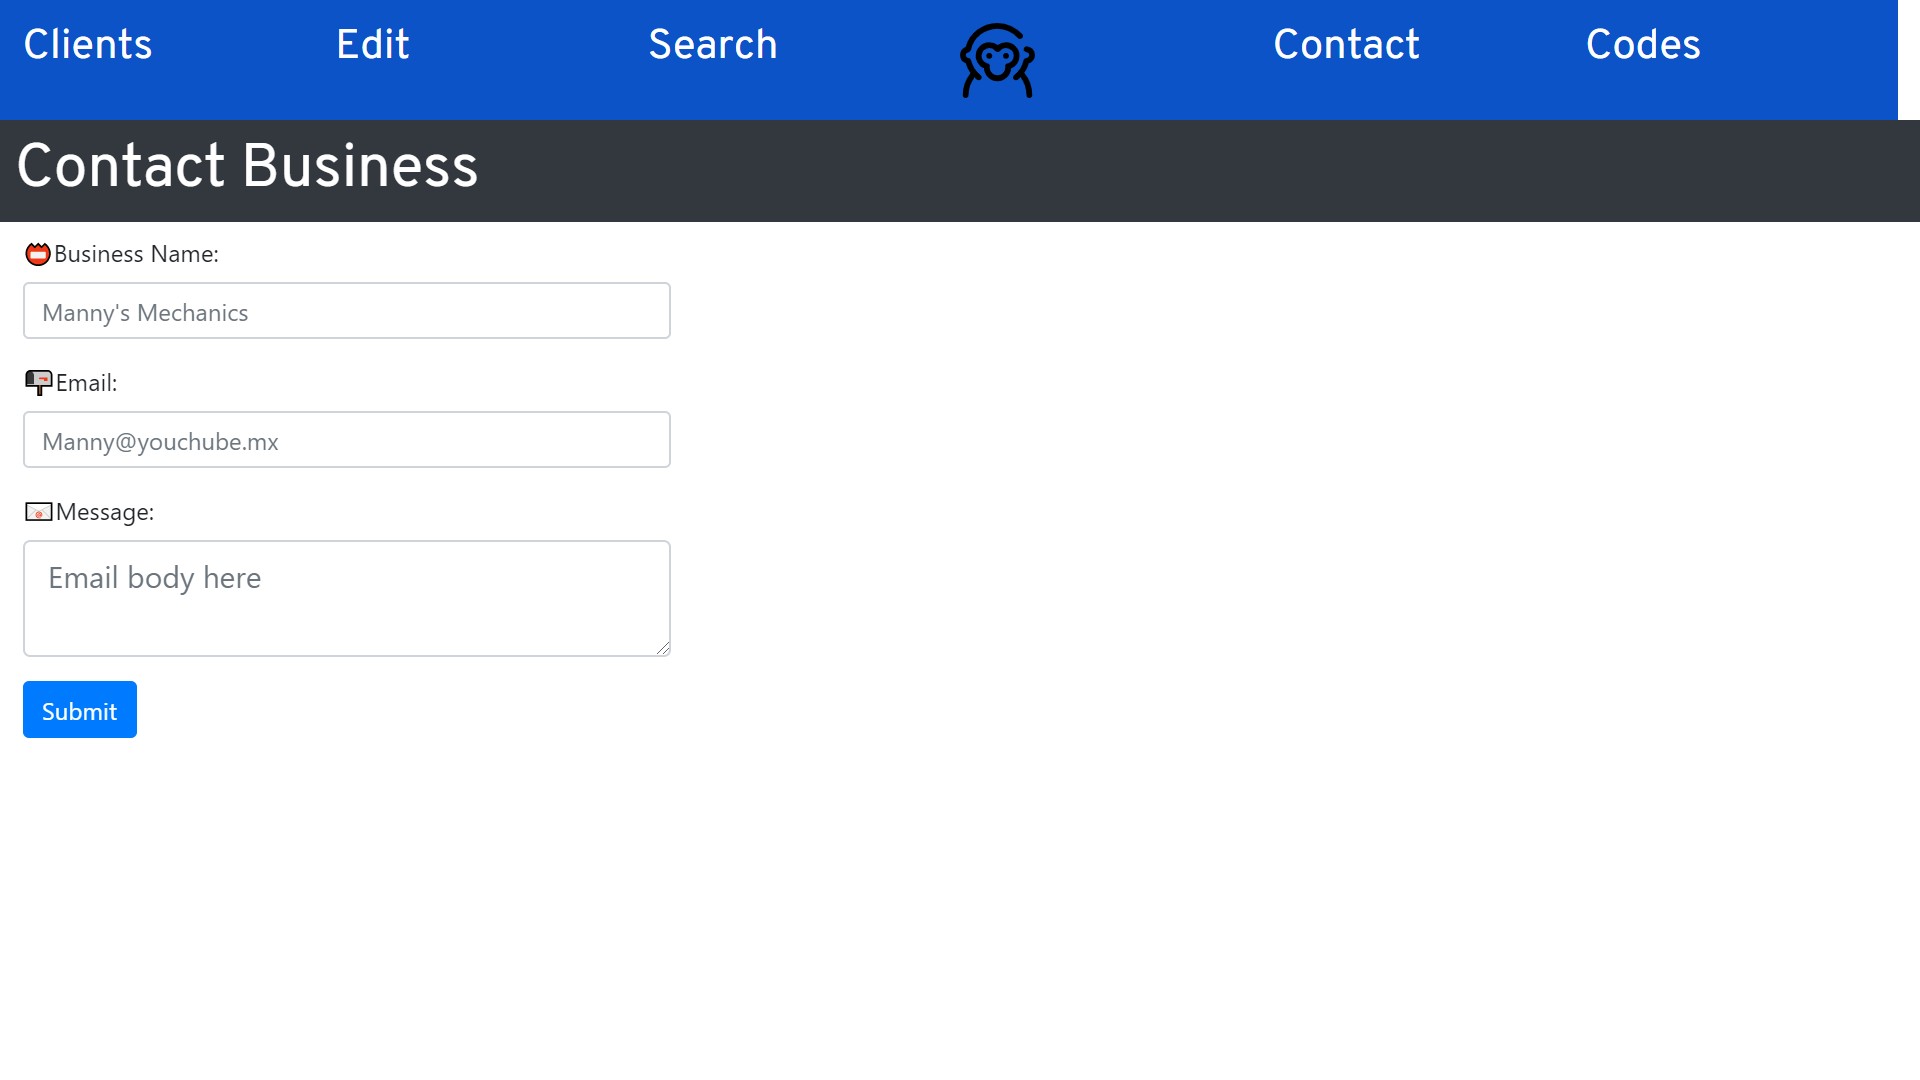 Clients Edit Search Contact Codes
Contact Business
Business Name:
Manny's Mechanics
Email:
Manny@youchube.mx
Message:
Email body here
Submit